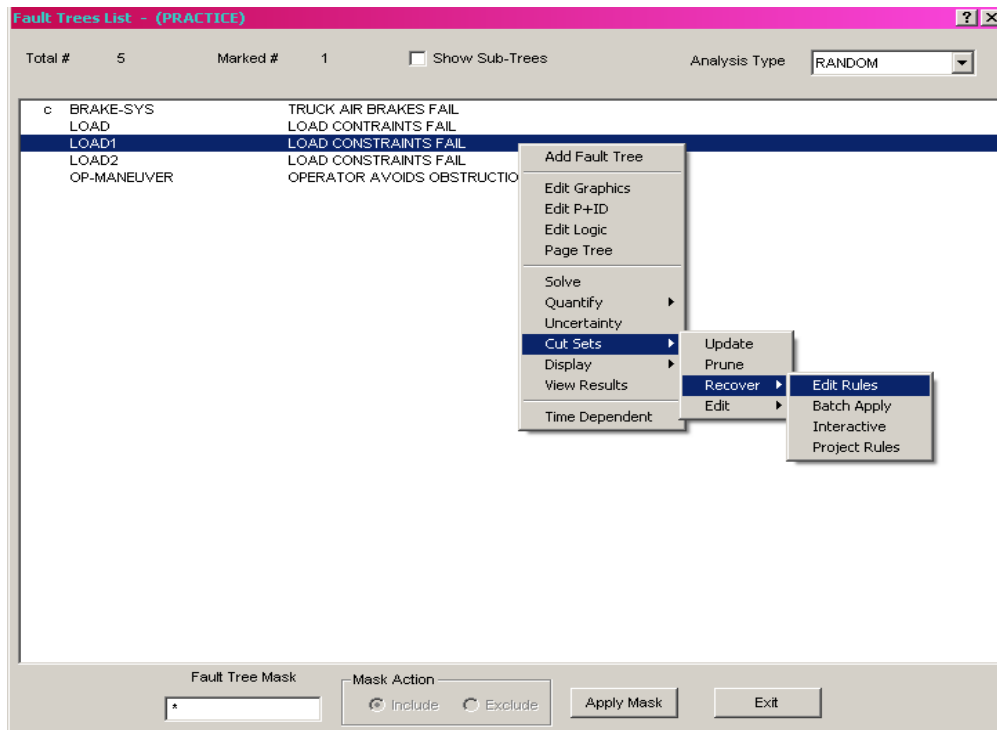 Fault Trees List - (PRACTICE)
Total # 5 Marked # 1 Show Sub-Trees Analysis Type RANDOM
c BRAKE-SYS TRUCK AIR BRAKES FAIL
LOAD LOAD CONTRAINTS FAIL
LOAD1 LOAD CONSTRAINTS FAIL
LOAD2 LOAD CONSTRAINTS FAIL
OP-MANEUVER OPERATOR AVOIDS OBSTRUCTIO
Add Fault Tree
Edit Graphics
Edit P+ID
Edit Logic
Page Tree
Solve
Quantify
Uncertainty
Cut Sets
Display
View Results
Time Dependent
Update
Prune
Recover
Edit
Edit Rules
Batch Apply
Interactive
Project Rules
Fault Tree Mask
*
Mask Action
Include Exclude
Apply Mask
Exit